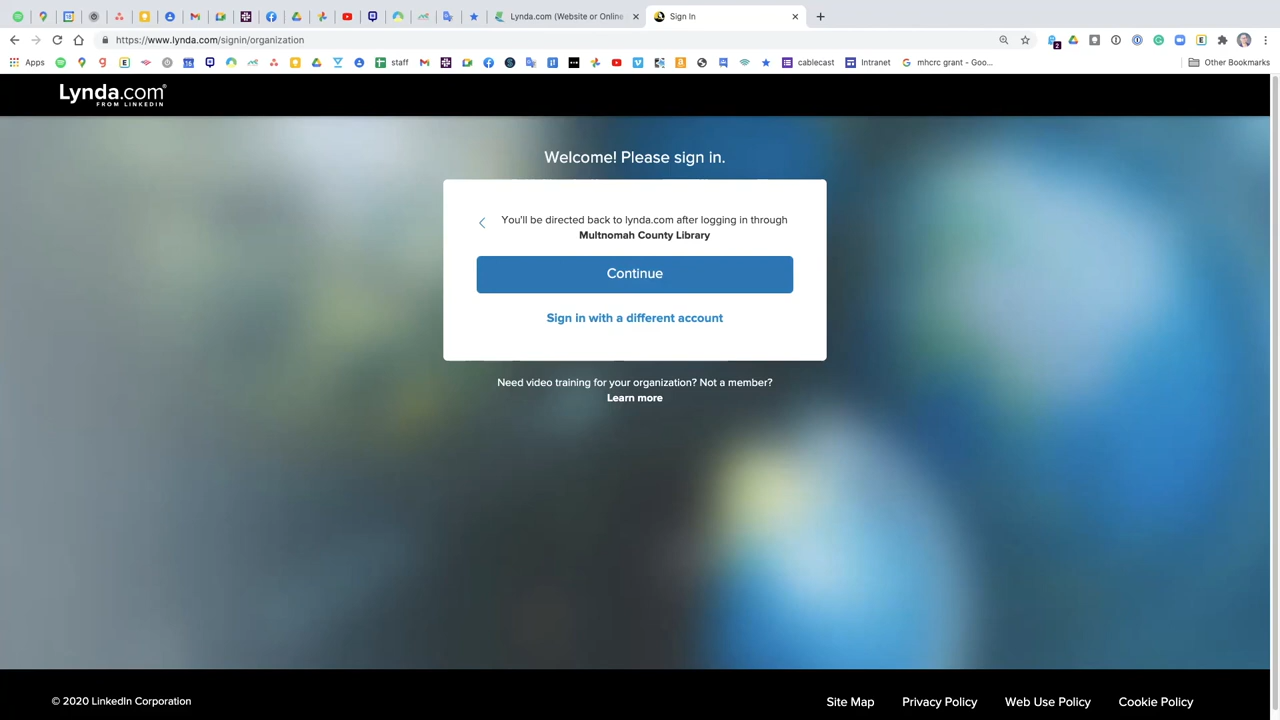 Lynda.com (Website or Online
Sign In
https://www.lynda.com/signin/organization
2
Apps
staff
cablecast
Intranet
mhcrc grant - Goo...
Other Bookmarks
Lynda.com®
FROM LINKEDIN
Welcome! Please sign in.
You'll be directed back to lynda.com after logging in through
Multnomah County Library
Continue
Sign in with a different account
Need video training for your organization? Not a member?
Learn more
© 2020 LinkedIn Corporation
Site Map
Privacy Policy
Web Use Policy
Cookie Policy